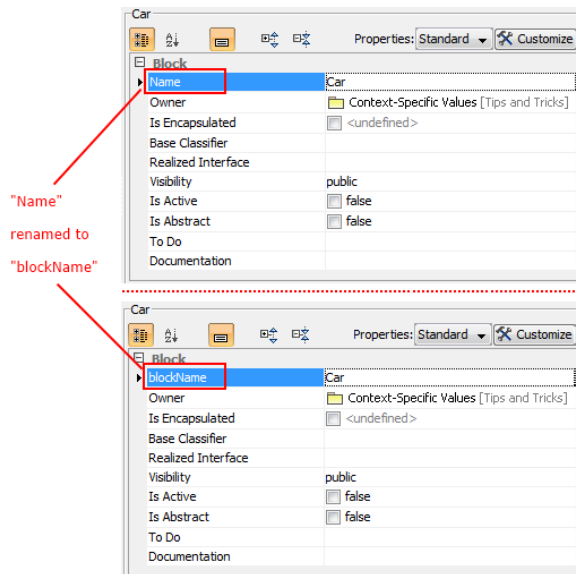 Car
Properties: Standard Customize
Block
Name Car
Owner Context-Specific Values [Tips and Tricks]
Is Encapsulated <undefined>
Base Classifier
Realized Interface
Visibility public
Is Active false
Is Abstract false
To Do
Documentation
"Name"
renamed to
"blockName"
Car
Properties: Standard Customize
Block
blockName Car
Owner Context-Specific Values [Tips and Tricks]
Is Encapsulated <undefined>
Base Classifier
Realized Interface
Visibility public
Is Active false
Is Abstract false
To Do
Documentation